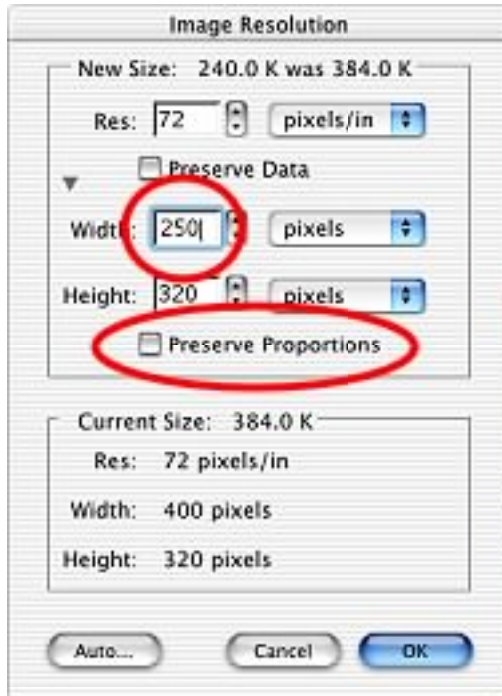 Image Resolution
New Size: 240.0 K was 384.0 K
Res: 72 pixels/in
Preserve Data
Width: 250 pixels
Height: 320 pixels
Preserve Proportions
Current Size: 384.0 K
Res: 72 pixels/in
Width: 400 pixels
Height: 320 pixels
Auto... Cancel OK